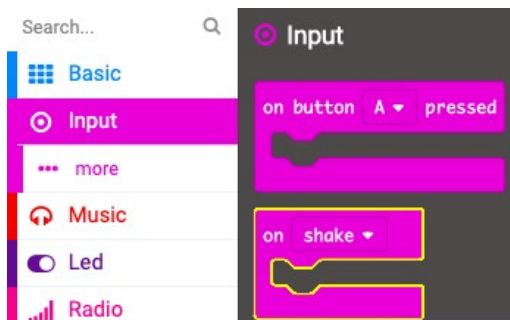 Search...
Basic
Input
more
Music
Led
Radio
Input
on button A pressed
on shake